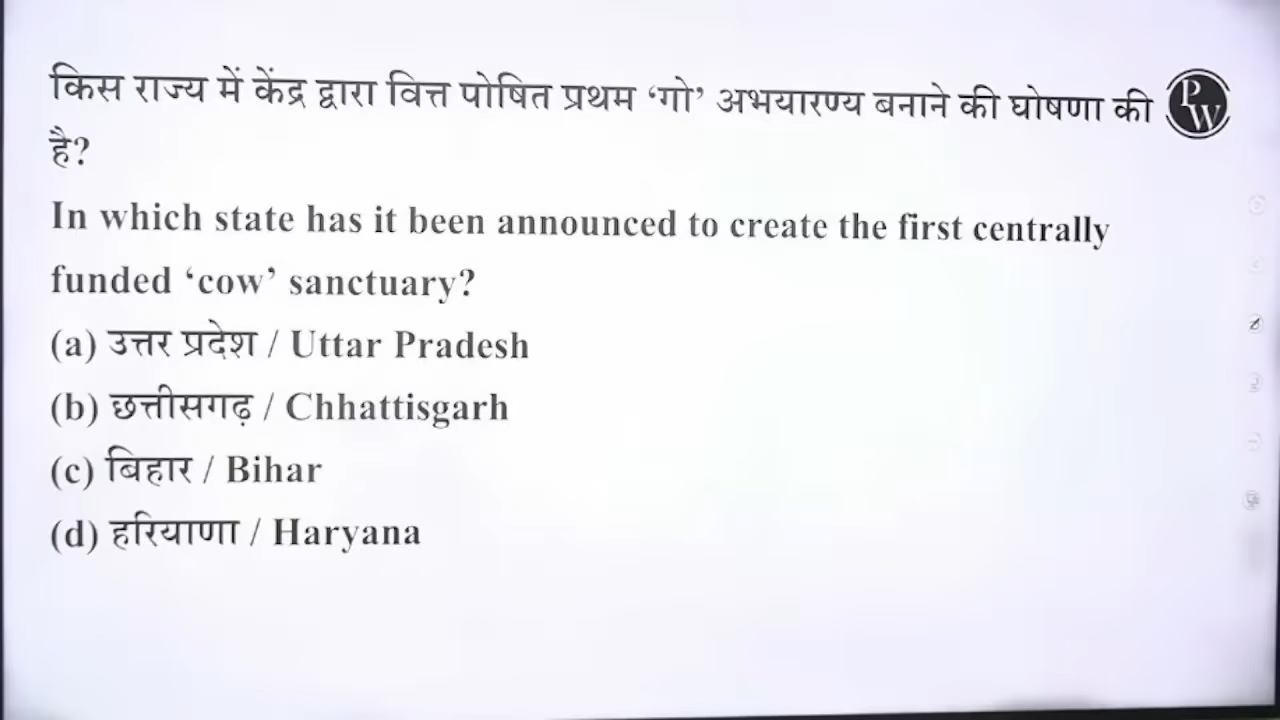 किस राज्य में केंद्र द्वारा वित्त पोषित प्रथम ‘गो’ अभयारण्य बनाने की घोषणा की
है?
PW
In which state has it been announced to create the first centrally
funded ‘cow’ sanctuary?
(a) उत्तर प्रदेश / Uttar Pradesh
(b) छत्तीसगढ़ / Chhattisgarh
(c) बिहार / Bihar
(d) हरियाणा / Haryana